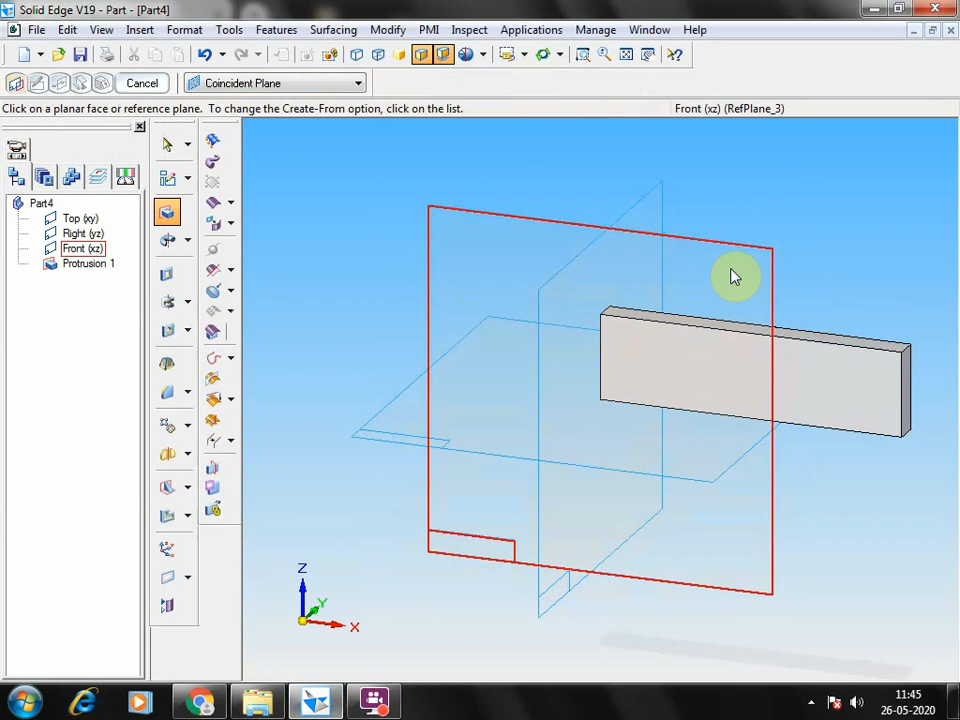 Solid Edge V19 - Part - [Part4]
File Edit View Insert Format Tools Features Surfacing Modify PMI Inspect Applications Manage Window Help
Cancel Coincident Plane
Click on a planar face or reference plane. To change the Create-From option, click on the list. Front (xz) (RefPlane_3)
Part4
Top (xy)
Right (yz)
Front (xz)
Protrusion 1
Z
Y
X
11:45
26-05-2020